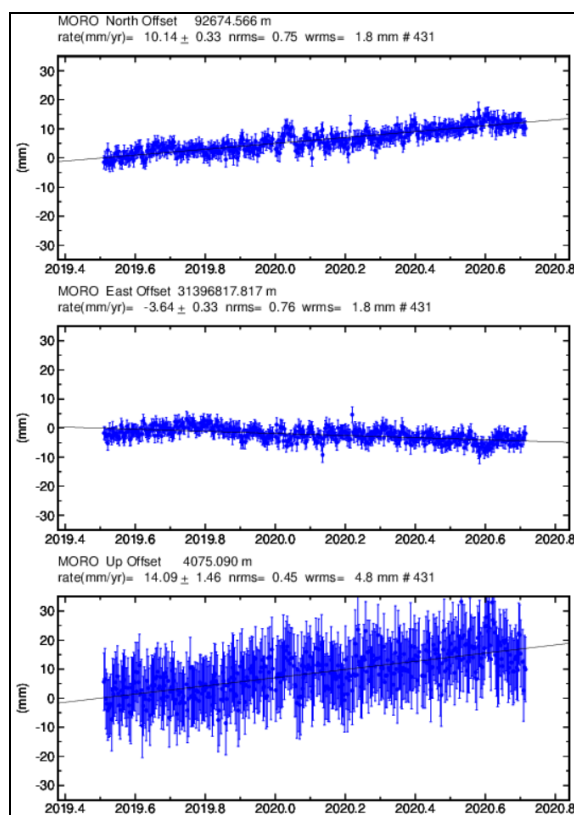 MORO North Offset 92674.566 m
rate(mm/yr)= 10.14 ± 0.33 nrms= 0.75 wrms= 1.8 mm # 431
30
20
10
0
-10
-20
-30
(mm)
2019.4 2019.6 2019.8 2020.0 2020.2 2020.4 2020.6 2020.8
MORO East Offset 31396817.817 m
rate(mm/yr)= -3.64 ± 0.33 nrms= 0.76 wrms= 1.8 mm # 431
30
20
10
0
-10
-20
-30
(mm)
2019.4 2019.6 2019.8 2020.0 2020.2 2020.4 2020.6 2020.8
MORO Up Offset 4075.090 m
rate(mm/yr)= 14.09 ± 1.46 nrms= 0.45 wrms= 4.8 mm # 431
30
20
10
0
-10
-20
-30
(mm)
2019.4 2019.6 2019.8 2020.0 2020.2 2020.4 2020.6 2020.8